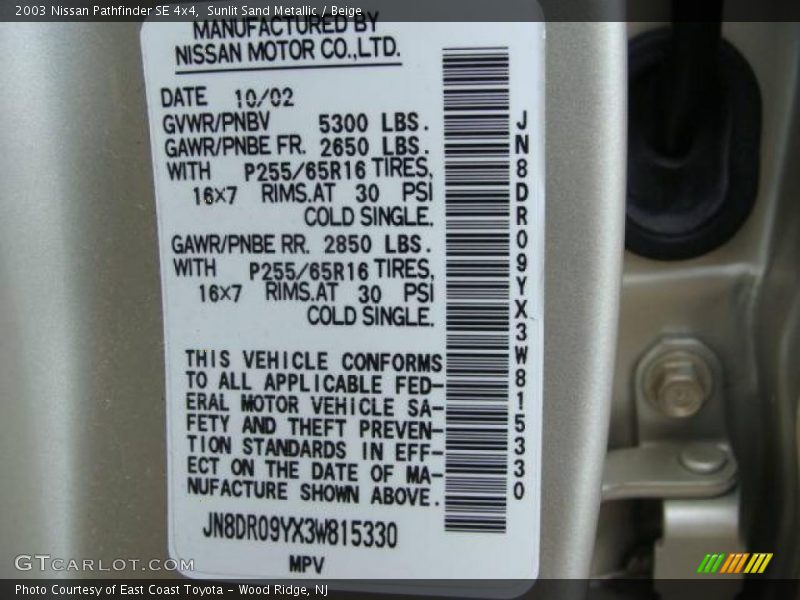 2003 Nissan Pathfinder SE 4x4, Sunlit Sand Metallic / Beige
MANUFACTURED BY
NISSAN MOTOR CO.,LTD.
DATE 10/02
GVWR/PNBV 5300 LBS.
GAWR/PNBE FR. 2650 LBS.
WITH P255/65R16 TIRES,
16X7 RIMS.AT 30 PSI
COLD SINGLE.
GAWR/PNBE RR. 2850 LBS.
WITH P255/65R16 TIRES,
16X7 RIMS.AT 30 PSI
COLD SINGLE.
THIS VEHICLE CONFORMS
TO ALL APPLICABLE FED-
ERAL MOTOR VEHICLE SA-
FETY AND THEFT PREVEN-
TION STANDARDS IN EFF-
ECT ON THE DATE OF MA-
NUFACTURE SHOWN ABOVE.
JN8DR09YX3W815330
MPV
JN8DR09YX3W815330
GTCARLOT.COM
Photo Courtesy of East Coast Toyota - Wood Ridge, NJ